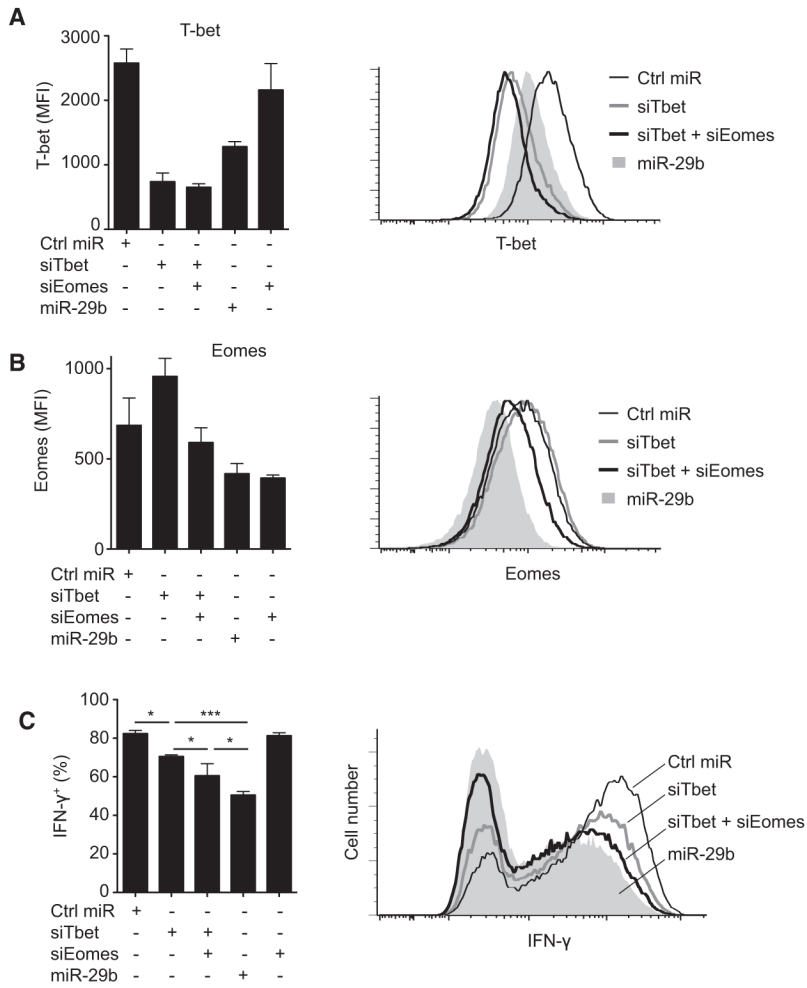 A
T-bet
T-bet (MFI)
3000
2000
1000
0
Ctrl miR + - - - -
siTbet - + + - -
siEomes - - + - +
miR-29b - - - + -
Ctrl miR
siTbet
siTbet + siEomes
miR-29b
T-bet
B
Eomes
Eomes (MFI)
1000
500
0
Ctrl miR + - - - -
siTbet - + + - -
siEomes - - + - +
miR-29b - - - + -
Ctrl miR
siTbet
siTbet + siEomes
miR-29b
Eomes
C
IFN-γ+ (%)
100
80
60
40
20
0
* ***
* *
Ctrl miR + - - - -
siTbet - + + - -
siEomes - - + - +
miR-29b - - - + -
Cell number
Ctrl miR
siTbet
siTbet + siEomes
miR-29b
IFN-γ